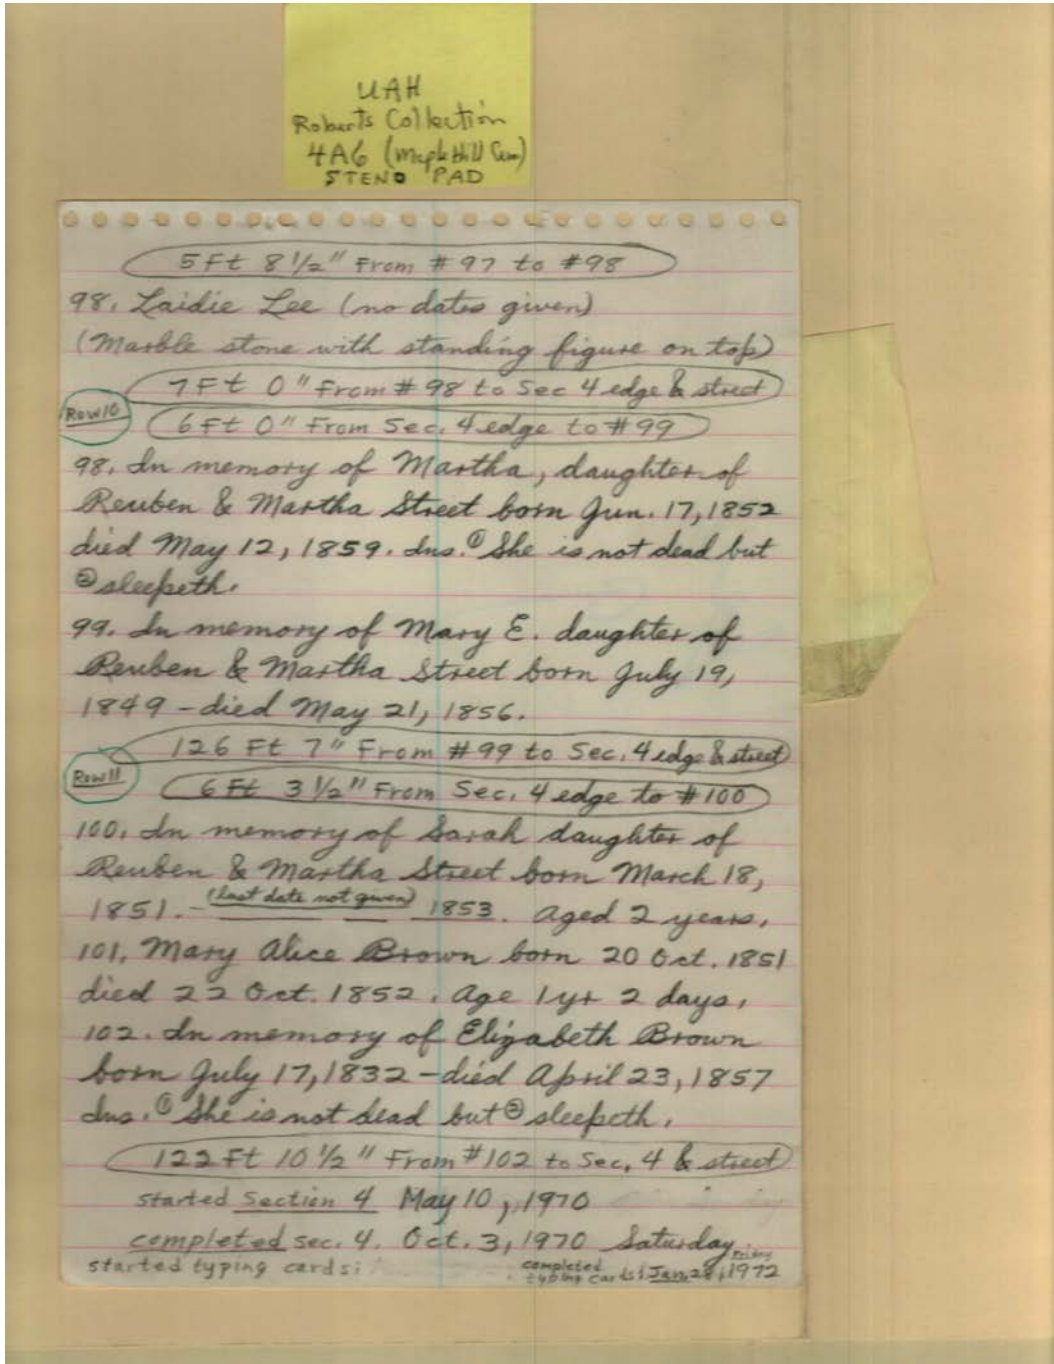 UAH
Roberts Collection
4A6 (Maple Hill Cem)
STENO PAD
5 Ft 8 1/2" From #97 to #98
98. Zaidie Lee (no dates given)
(Marble stone with standing figure on top)
7 Ft 0" From #98 to Sec 4 edge & street
Row 10
6 Ft 0" From Sec. 4 edge to #99
98. In memory of Martha, daughter of
Reuben & Martha Street born Jun. 17, 1852
died May 12, 1859. Ins. ① She is not dead but
② sleepeth.
99. In memory of Mary E. daughter of
Reuben & Martha Street born July 19,
1849 - died May 21, 1856.
126 Ft 7" From #99 to Sec. 4 edge & street
Row 11
6 Ft 3 1/2" From Sec. 4 edge to #100
100. In memory of Sarah daughter of
Reuben & Martha Street born March 18,
1851. - (last date not given) 1853. Aged 2 years.
101. Mary Alice Brown born 20 Oct. 1851
died 22 Oct. 1852. Age 1 yr 2 days.
102. In memory of Elizabeth Brown
born July 17, 1832 - died April 23, 1857
Ins. ① She is not dead but ② sleepeth.
122 Ft 10 1/2" From #102 to Sec. 4 & street
started Section 4 May 10, 1970
completed sec. 4. Oct. 3, 1970 Saturday
started typing cards: completed typing cards: Friday Jan. 28, 1972